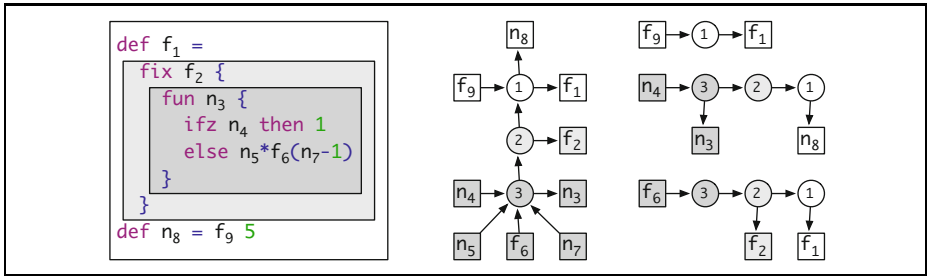 def f₁ =
fix f₂ {
fun n₃ {
ifz n₄ then 1
else n₅*f₆(n₇-1)
}
}
def n₈ = f₉ 5
n₈
f₉ 1 f₁
2 f₂
n₄ 3 n₃
n₅ f₆ n₇
f₉ 1 f₁
n₄ 3 2 1
n₃ n₈
f₆ 3 2 1
f₂ f₁